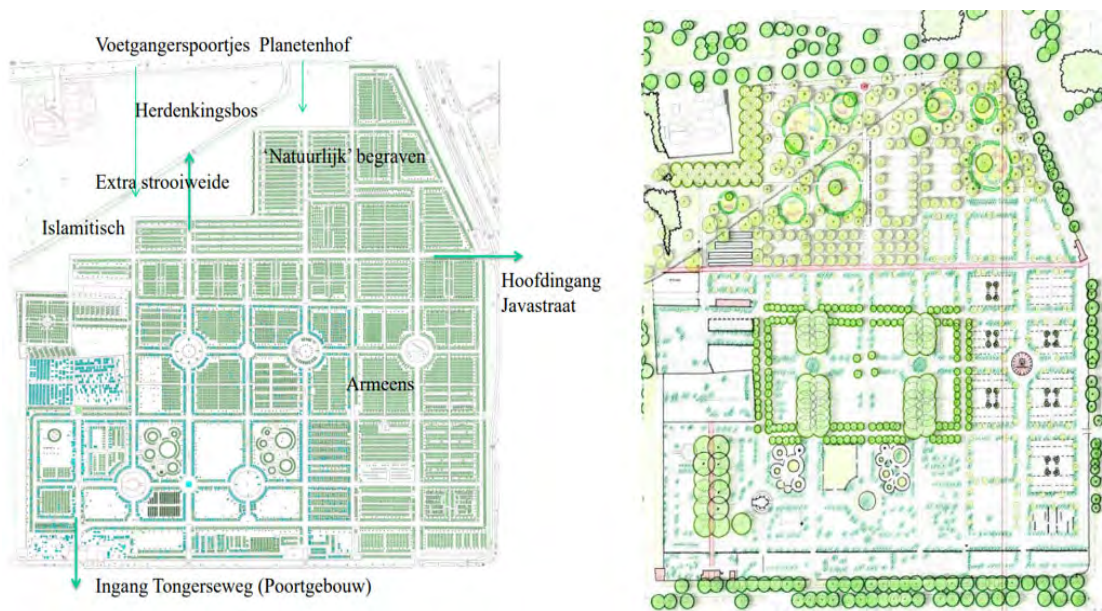 Voetgangerspoortjes Planetenhof
Herdenkingsbos
'Natuurlijk' begraven
Extra strooiweide
Islamitisch
Hoofdingang
Javastraat
Armeens
Ingang Tongerseweg (Poortgebouw)